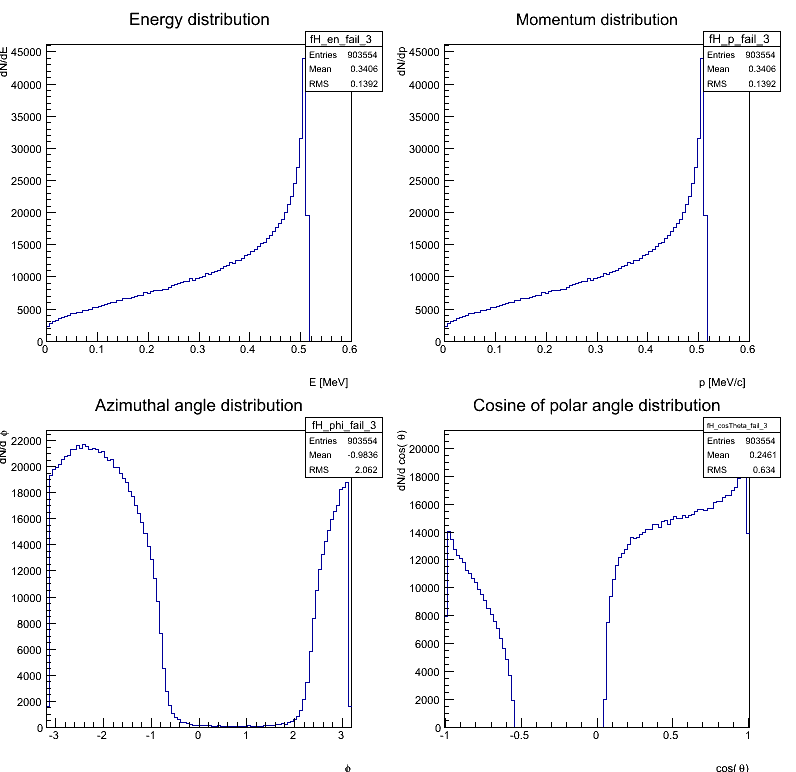 Energy distribution
dN/dE
fH_en_fail_3
Entries 903554
Mean 0.3406
RMS 0.1392
45000
40000
35000
30000
25000
20000
15000
10000
5000
0
0 0.1 0.2 0.3 0.4 0.5 0.6
E [MeV]
Momentum distribution
dN/dp
fH_p_fail_3
Entries 903554
Mean 0.3406
RMS 0.1392
45000
40000
35000
30000
25000
20000
15000
10000
5000
0
0 0.1 0.2 0.3 0.4 0.5 0.6
p [MeV/c]
Azimuthal angle distribution
dN/d ϕ
fH_phi_fail_3
Entries 903554
Mean -0.9836
RMS 2.062
22000
20000
18000
16000
14000
12000
10000
8000
6000
4000
2000
0
-3 -2 -1 0 1 2 3
ϕ
Cosine of polar angle distribution
dN/d cos( θ)
fH_cosTheta_fail_3
Entries 903554
Mean 0.2461
RMS 0.634
20000
18000
16000
14000
12000
10000
8000
6000
4000
2000
0
-1 -0.5 0 0.5 1
cos( θ)